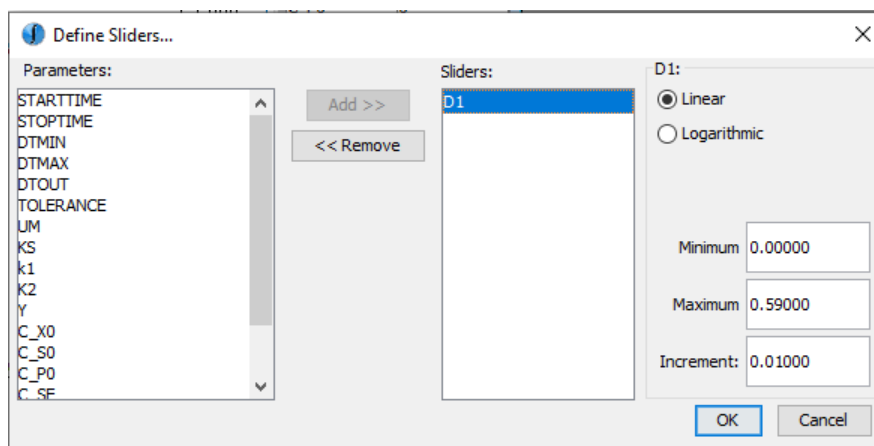 Define Sliders...
Parameters:
STARTTIME
STOPTIME
DTMIN
DTMAX
DTOUT
TOLERANCE
UM
KS
k1
K2
Y
C_X0
C_S0
C_P0
C_SF
Add >>
<< Remove
Sliders:
D1
D1:
Linear
Logarithmic
Minimum 0.00000
Maximum 0.59000
Increment: 0.01000
OK Cancel